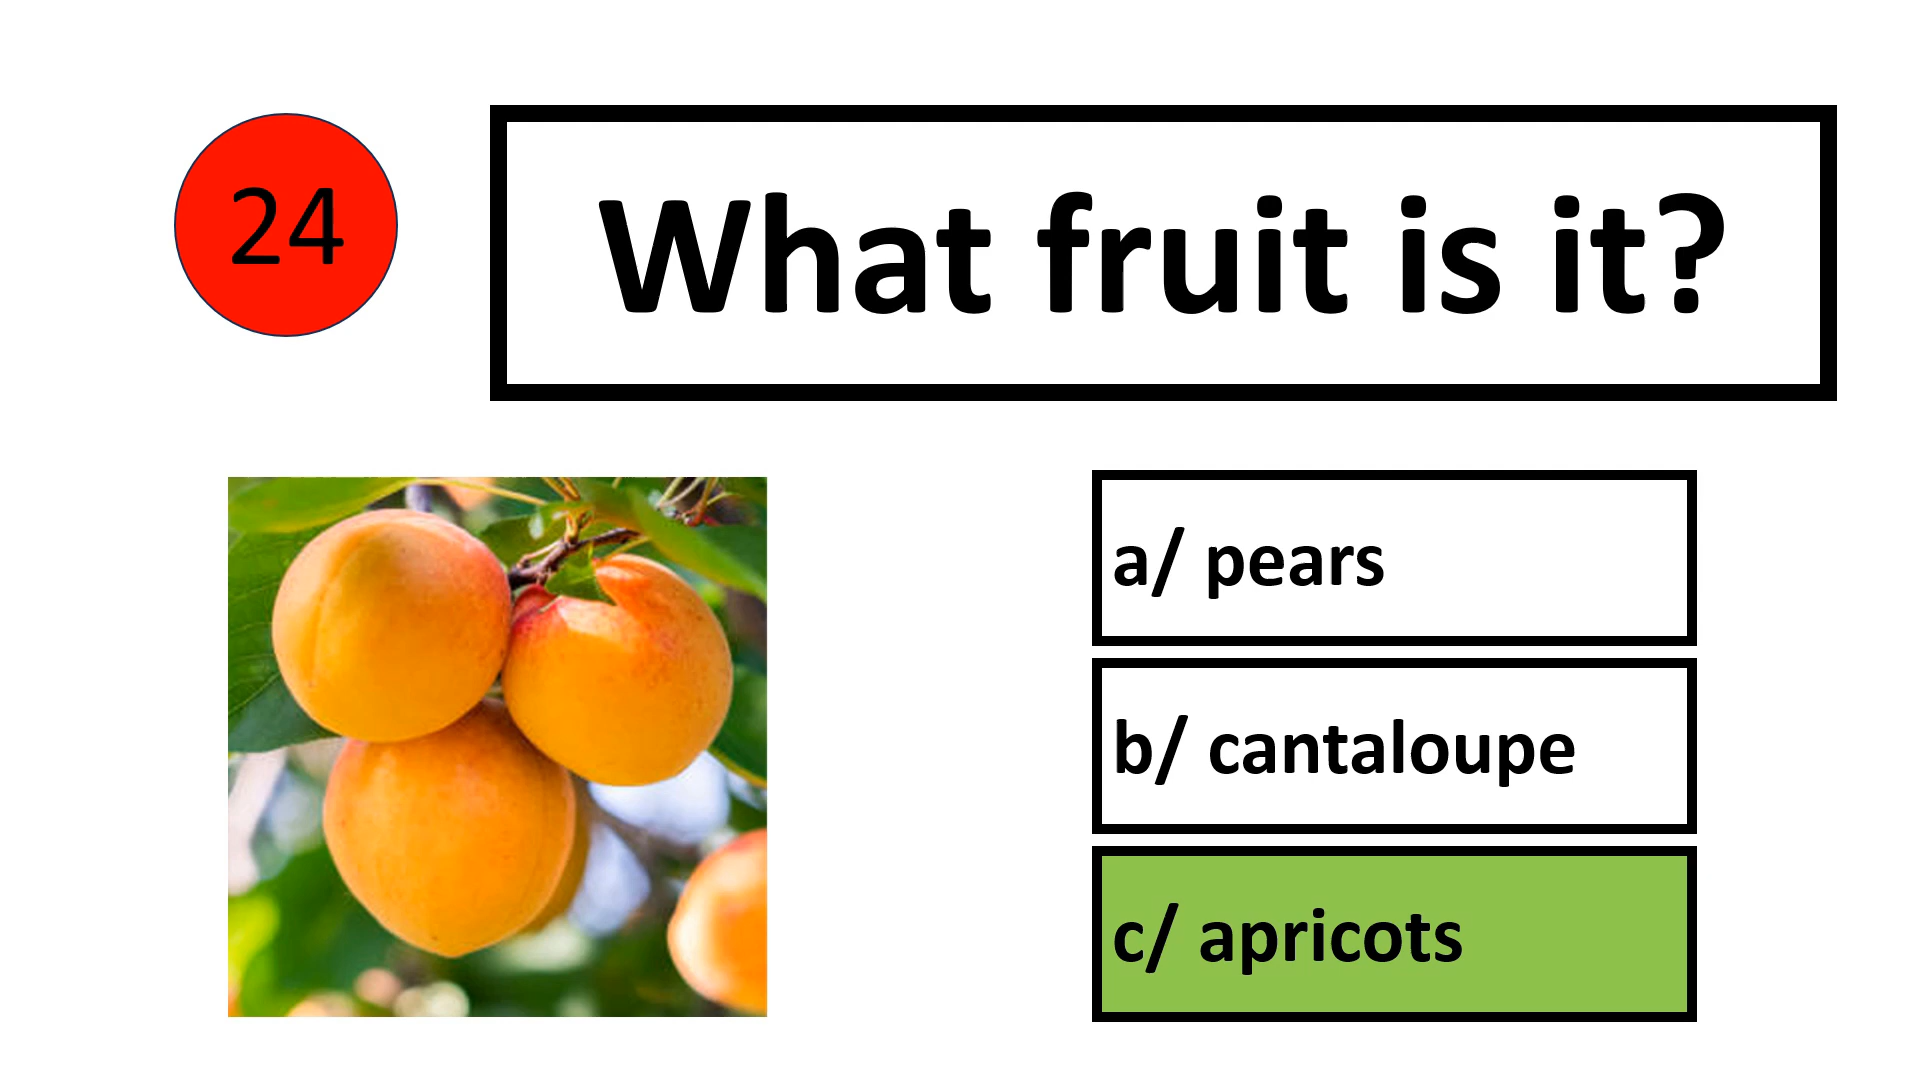 24
What fruit is it?
a/ pears
b/ cantaloupe
c/ apricots